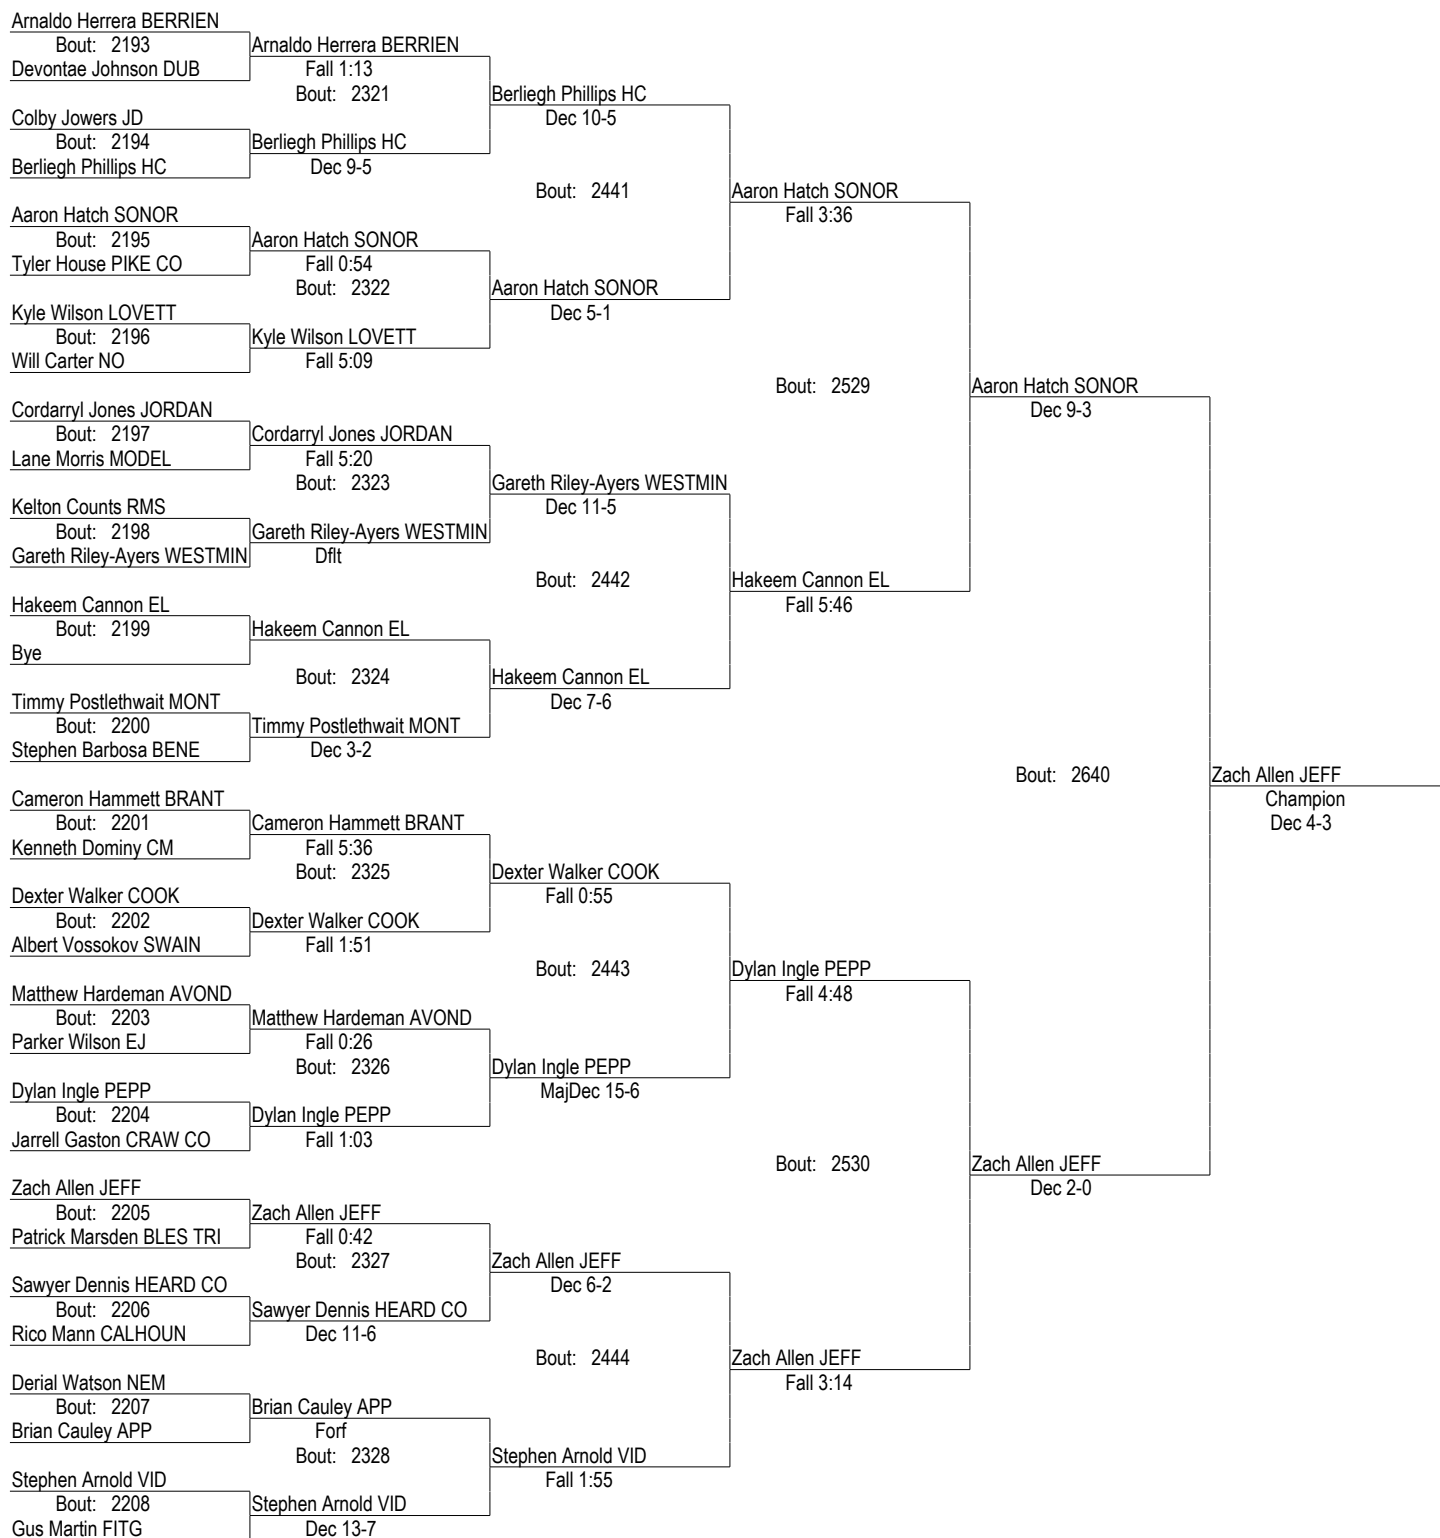 Arnaldo Herrera BERRIEN
Bout: 2193
Arnaldo Herrera BERRIEN
Devontae Johnson DUB
Fall 1:13
Bout: 2321
Berliegh Phillips HC
Colby Jowers JD
Dec 10-5
Bout: 2194
Berliegh Phillips HC
Berliegh Phillips HC
Dec 9-5
Bout: 2441
Aaron Hatch SONOR
Aaron Hatch SONOR
Fall 3:36
Bout: 2195
Aaron Hatch SONOR
Tyler House PIKE CO
Fall 0:54
Bout: 2322
Aaron Hatch SONOR
Kyle Wilson LOVETT
Dec 5-1
Bout: 2196
Kyle Wilson LOVETT
Will Carter NO
Fall 5:09
Bout: 2529
Aaron Hatch SONOR
Cordarryl Jones JORDAN
Dec 9-3
Bout: 2197
Cordarryl Jones JORDAN
Lane Morris MODEL
Fall 5:20
Bout: 2323
Gareth Riley-Ayers WESTMIN
Kelton Counts RMS
Dec 11-5
Bout: 2198
Gareth Riley-Ayers WESTMIN
Gareth Riley-Ayers WESTMIN
Dflt
Bout: 2442
Hakeem Cannon EL
Hakeem Cannon EL
Fall 5:46
Bout: 2199
Hakeem Cannon EL
Bye
Bout: 2324
Hakeem Cannon EL
Timmy Postlethwait MONT
Dec 7-6
Bout: 2200
Timmy Postlethwait MONT
Stephen Barbosa BENE
Dec 3-2
Bout: 2640
Zach Allen JEFF
Cameron Hammett BRANT
Champion
Bout: 2201
Cameron Hammett BRANT
Dec 4-3
Kenneth Dominy CM
Fall 5:36
Bout: 2325
Dexter Walker COOK
Dexter Walker COOK
Fall 0:55
Bout: 2202
Dexter Walker COOK
Albert Vossokov SWAIN
Fall 1:51
Bout: 2443
Dylan Ingle PEPP
Matthew Hardeman AVOND
Fall 4:48
Bout: 2203
Matthew Hardeman AVOND
Parker Wilson EJ
Fall 0:26
Bout: 2326
Dylan Ingle PEPP
Dylan Ingle PEPP
MajDec 15-6
Bout: 2204
Dylan Ingle PEPP
Jarrell Gaston CRAW CO
Fall 1:03
Bout: 2530
Zach Allen JEFF
Zach Allen JEFF
Dec 2-0
Bout: 2205
Zach Allen JEFF
Patrick Marsden BLES TRI
Fall 0:42
Bout: 2327
Zach Allen JEFF
Sawyer Dennis HEARD CO
Dec 6-2
Bout: 2206
Sawyer Dennis HEARD CO
Rico Mann CALHOUN
Dec 11-6
Bout: 2444
Zach Allen JEFF
Derial Watson NEM
Fall 3:14
Bout: 2207
Brian Cauley APP
Brian Cauley APP
Forf
Bout: 2328
Stephen Arnold VID
Stephen Arnold VID
Fall 1:55
Bout: 2208
Stephen Arnold VID
Gus Martin FITG
Dec 13-7